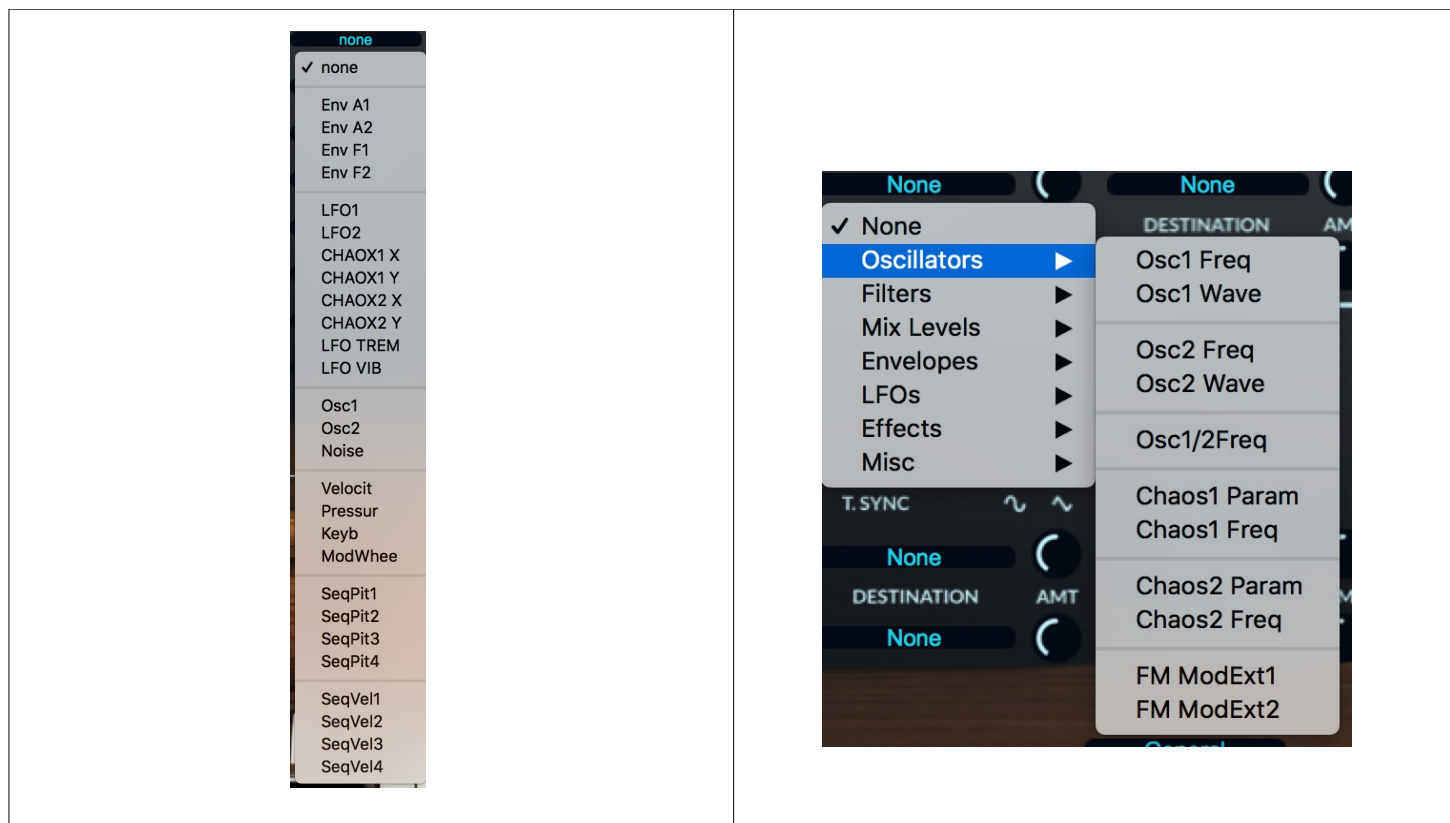 none
✓ none
Env A1
Env A2
Env F1
Env F2
LFO1
LFO2
CHAOX1 X
CHAOX1 Y
CHAOX2 X
CHAOX2 Y
LFO TREM
LFO VIB
Osc1
Osc2
Noise
Velocit
Pressur
Keyb
ModWhee
SeqPit1
SeqPit2
SeqPit3
SeqPit4
SeqVel1
SeqVel2
SeqVel3
SeqVel4
None
None
✓ None
Oscillators ▶
Filters ▶
Mix Levels ▶
Envelopes ▶
LFOs ▶
Effects ▶
Misc ▶
DESTINATION AM
Osc1 Freq
Osc1 Wave
Osc2 Freq
Osc2 Wave
Osc1/2Freq
Chaos1 Param
Chaos1 Freq
Chaos2 Param
Chaos2 Freq
FM ModExt1
FM ModExt2
T. SYNC
None
DESTINATION AMT
None